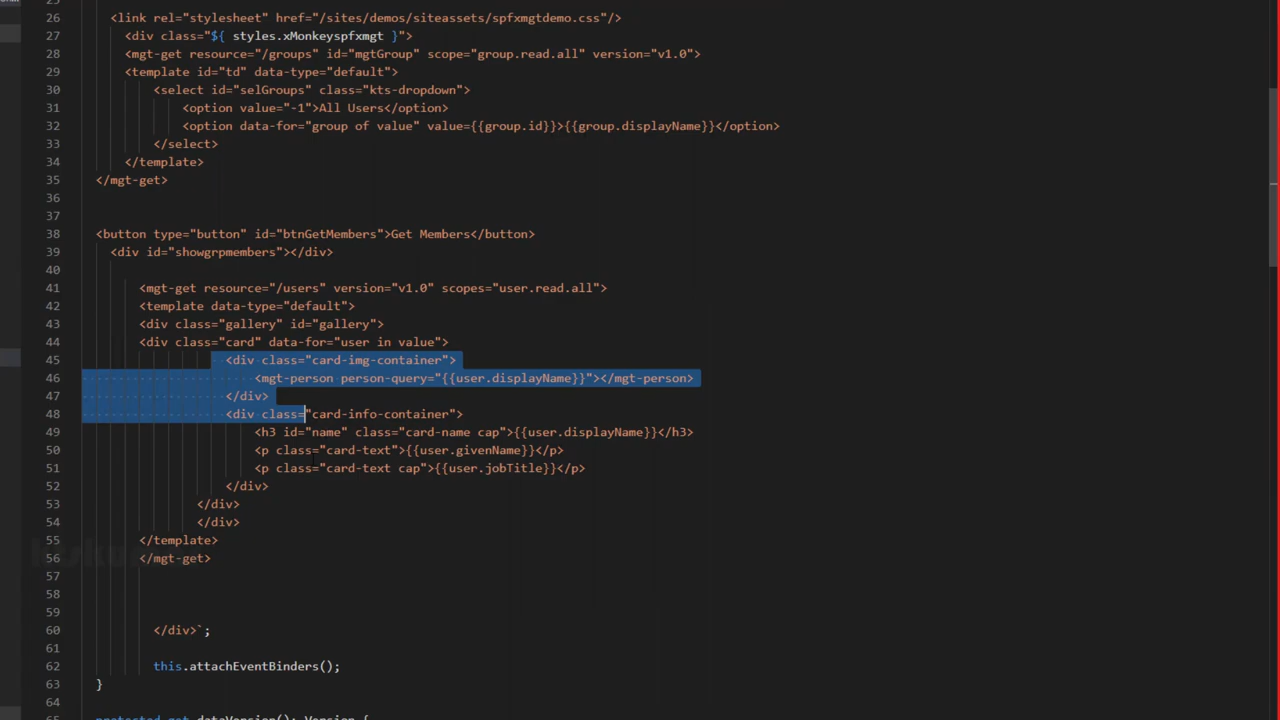 26 <link rel="stylesheet" href="/sites/demos/siteassets/spfxmgtdemo.css"/>
27 <div class="${ styles.xMonkeyspfxmgt }">
28 <mgt-get resource="/groups" id="mgtGroup" scope="group.read.all" version="v1.0">
29 <template id="td" data-type="default">
30 <select id="selGroups" class="kts-dropdown">
31 <option value="-1">All Users</option>
32 <option data-for="group of value" value={{group.id}}>{{group.displayName}}</option>
33 </select>
34 </template>
35 </mgt-get>
36
37
38 <button type="button" id="btnGetMembers">Get Members</button>
39 <div id="showgrpmembers"></div>
40
41 <mgt-get resource="/users" version="v1.0" scopes="user.read.all">
42 <template data-type="default">
43 <div class="gallery" id="gallery">
44 <div class="card" data-for="user in value">
45 <div class="card-img-container">
46 <mgt-person person-query="{{user.displayName}}"></mgt-person>
47 </div>
48 <div class="card-info-container">
49 <h3 id="name" class="card-name cap">{{user.displayName}}</h3>
50 <p class="card-text">{{user.givenName}}</p>
51 <p class="card-text cap">{{user.jobTitle}}</p>
52 </div>
53 </div>
54 </div>
55 </template>
56 </mgt-get>
57
58
59
60 </div>`;
61
62 this.attachEventBinders();
63 }
64
protected get dataVersion(): Version {